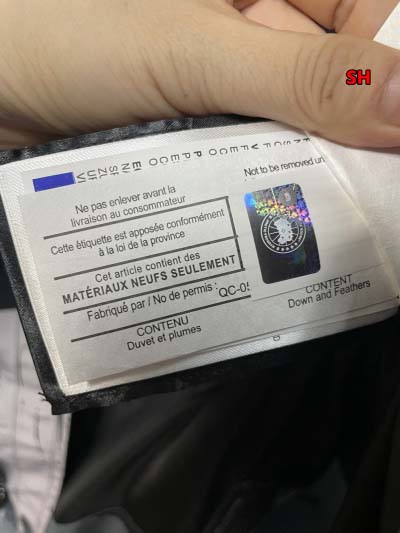 SH
Not to be removed un
Ne pas enlever avant la
livraison au consommateur
Cette étiquette est apposée conformément
à la loi de la province
Cet article contient des
MATÉRIAUX NEUFS SEULEMENT
Fabriqué par / No de permis : QC-05
CONTENU
Duvet et plumes
CONTENT
Down and Feathers